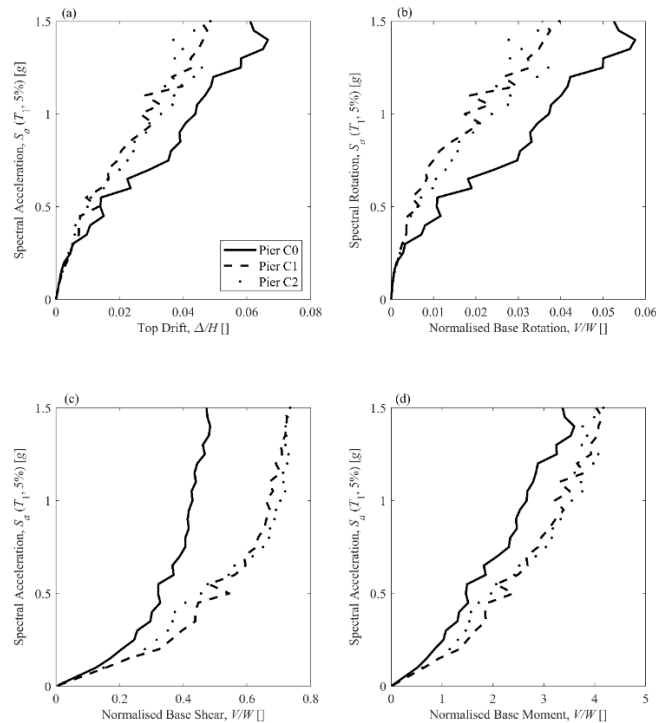 (a)
Spectral Acceleration, Sₐ (T₁, 5%) [g]
1.5
1
0.5
0
0 0.02 0.04 0.06 0.08
Top Drift, Δ/H []
Pier C0
Pier C1
Pier C2
(b)
Spectral Rotation, Sₐ (T₁, 5%) [g]
1.5
1
0.5
0
0 0.01 0.02 0.03 0.04 0.05 0.06
Normalised Base Rotation, V/W []
(c)
Spectral Acceleration, Sₐ (T₁, 5%) [g]
1.5
1
0.5
0
0 0.2 0.4 0.6 0.8
Normalised Base Shear, V/W []
(d)
Spectral Acceleration, Sₐ (T₁, 5%) [g]
1.5
1
0.5
0
0 1 2 3 4 5
Normalised Base Moment, V/W []